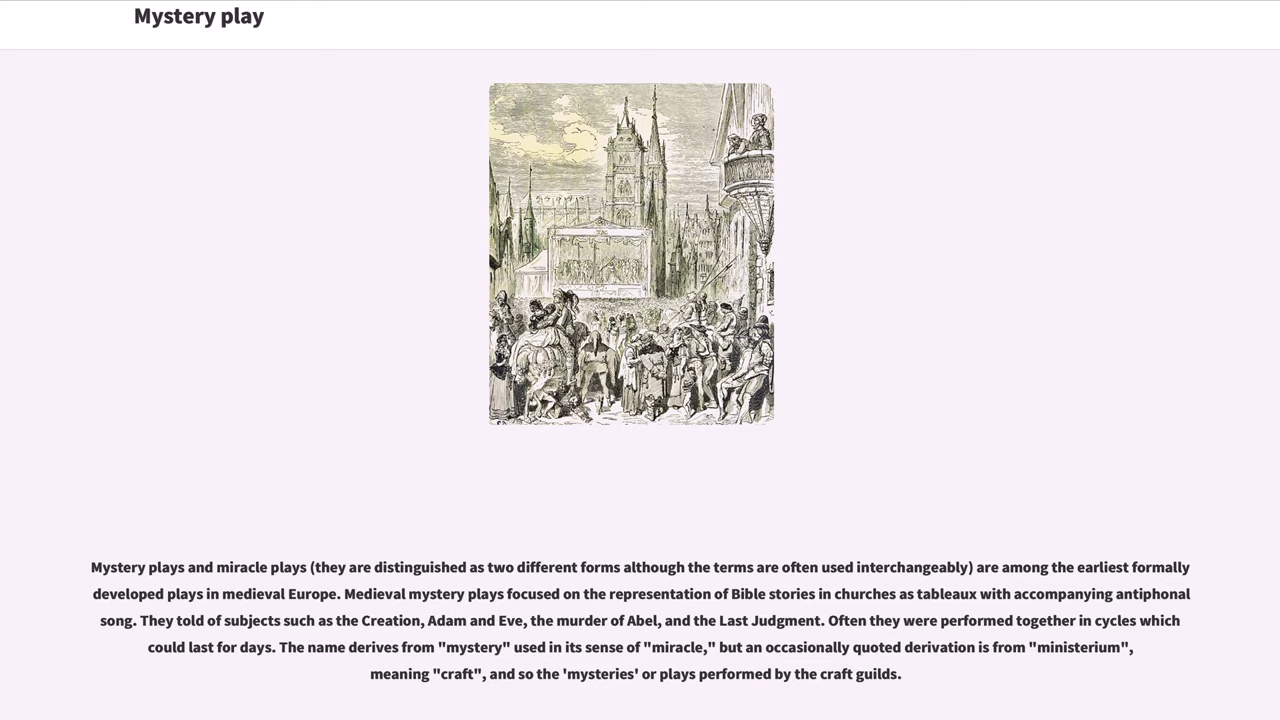 Mystery play
Mystery plays and miracle plays (they are distinguished as two different forms although the terms are often used interchangeably) are among the earliest formally
developed plays in medieval Europe. Medieval mystery plays focused on the representation of Bible stories in churches as tableaux with accompanying antiphonal
song. They told of subjects such as the Creation, Adam and Eve, the murder of Abel, and the Last Judgment. Often they were performed together in cycles which
could last for days. The name derives from "mystery" used in its sense of "miracle," but an occasionally quoted derivation is from "ministerium",
meaning "craft", and so the 'mysteries' or plays performed by the craft guilds.